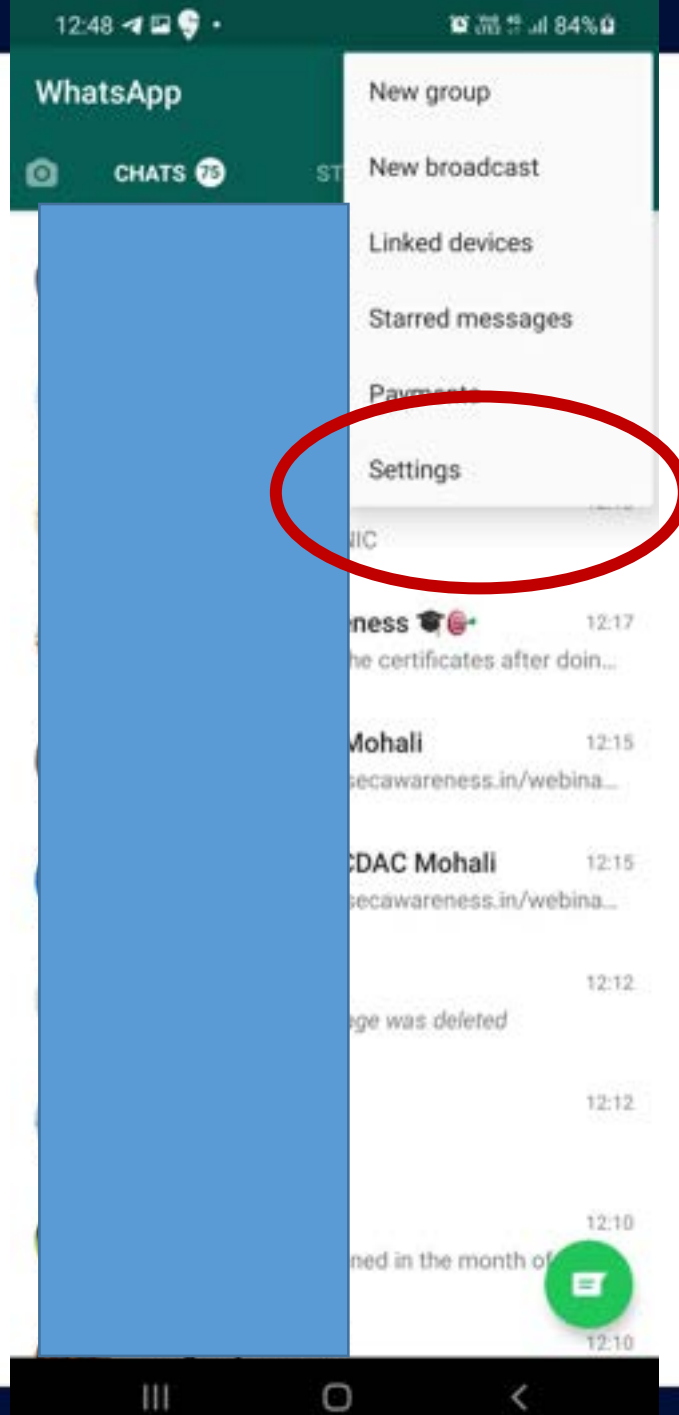 12:48 84%
WhatsApp
New group
CHATS 75 ST
New broadcast
Linked devices
Starred messages
Payments
Settings
NIC
ness 12:17
he certificates after doin...
Mohali 12:15
secawareness.in/webina...
CDAC Mohali 12:15
secawareness.in/webina...
12:12
ge was deleted
12:12
12:10
ned in the month of
12:10